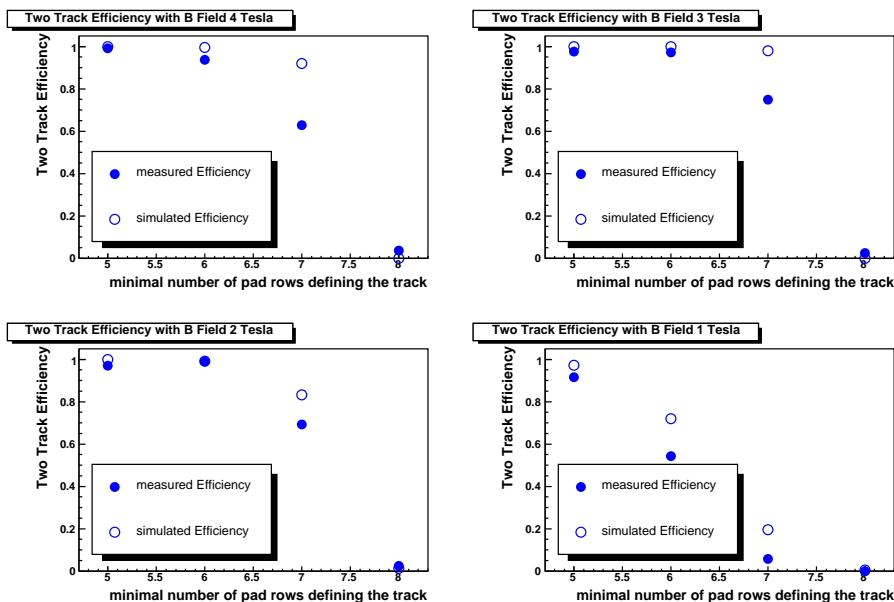 Two Track Efficiency with B Field 4 Tesla
Two Track Efficiency
1
0.8
0.6
0.4
0.2
0
measured Efficiency
simulated Efficiency
5 5.5 6 6.5 7 7.5 8
minimal number of pad rows defining the track
Two Track Efficiency with B Field 3 Tesla
Two Track Efficiency
1
0.8
0.6
0.4
0.2
0
measured Efficiency
simulated Efficiency
5 5.5 6 6.5 7 7.5 8
minimal number of pad rows defining the track
Two Track Efficiency with B Field 2 Tesla
Two Track Efficiency
1
0.8
0.6
0.4
0.2
0
measured Efficiency
simulated Efficiency
5 5.5 6 6.5 7 7.5 8
minimal number of pad rows defining the track
Two Track Efficiency with B Field 1 Tesla
Two Track Efficiency
1
0.8
0.6
0.4
0.2
0
measured Efficiency
simulated Efficiency
5 5.5 6 6.5 7 7.5 8
minimal number of pad rows defining the track